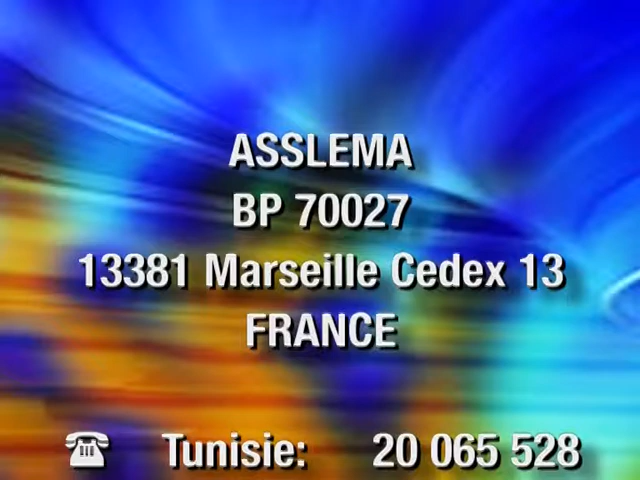 ASSLEMA
BP 70027
13381 Marseille Cedex 13
FRANCE
☎ Tunisie: 20 065 528